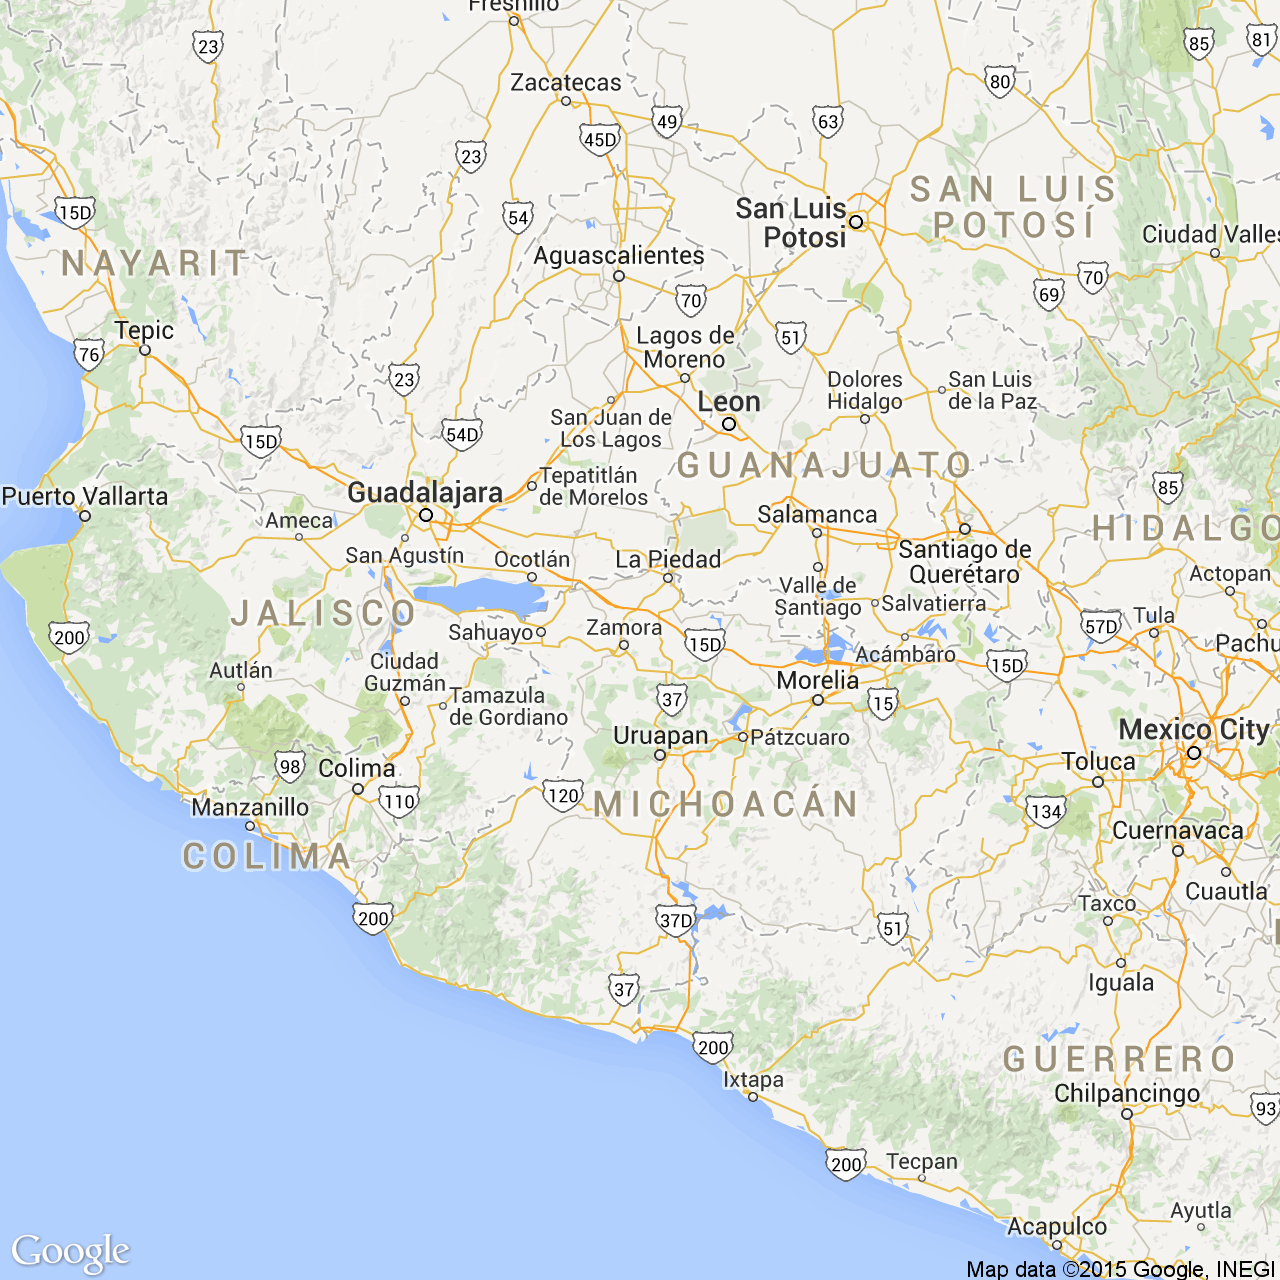 Fresnillo
23
85
81
Zacatecas
80
49
63
45D
23
15D
54
SAN LUIS
POTOSÍ
San Luis
Potosi
Ciudad Valles
NAYARIT
Aguascalientes
70
70
69
Tepic
76
Lagos de
Moreno
51
23
Dolores
Hidalgo
San Luis
de la Paz
Leon
San Juan de
Los Lagos
15D
54D
GUANAJUATO
Tepatitlán
de Morelos
85
Puerto Vallarta
Guadalajara
Ameca
Salamanca
HIDALGO
San Agustín
Ocotlán
La Piedad
Santiago de
Querétaro
Actopan
Valle de
Santiago
Salvatierra
JALISCO
200
Sahuayo
Zamora
15D
57D
Tula
Pachu
Acámbaro
15D
Autlán
Ciudad
Guzmán
Tamazula
de Gordiano
37
Morelia
15
Uruapan
Pátzcuaro
Mexico City
98
Colima
Toluca
110
120
MICHOACÁN
134
Manzanillo
Cuernavaca
COLIMA
Cuautla
200
37D
51
Taxco
37
Iguala
200
GUERRERO
Ixtapa
Chilpancingo
93
200
Tecpan
Ayutla
Acapulco
Google
Map data ©2015 Google, INEGI